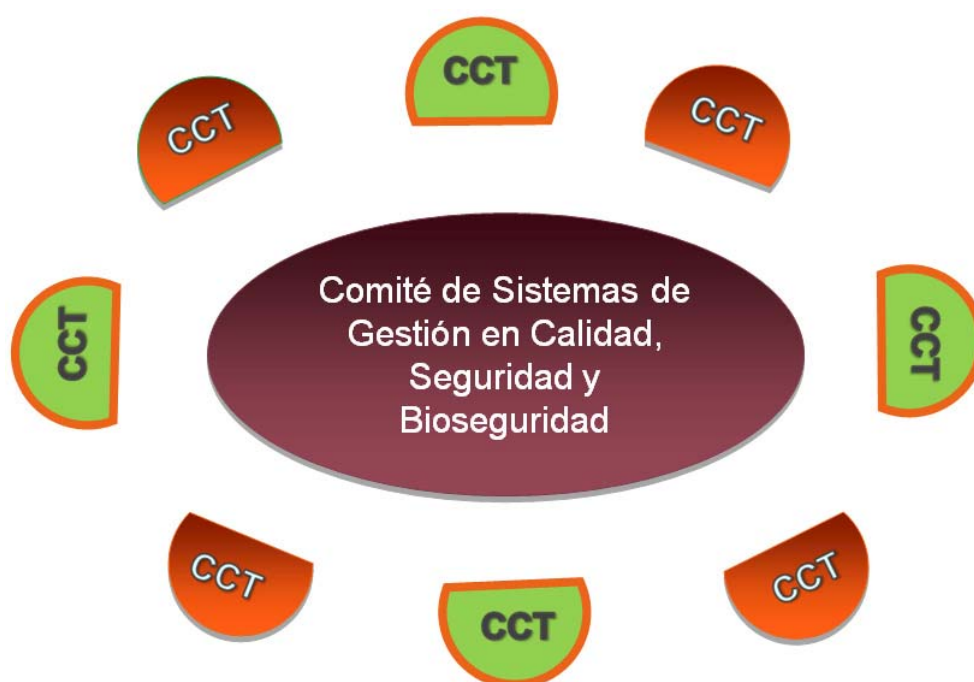 CCT
CCT
CCT
Comité de Sistemas de
Gestión en Calidad,
Seguridad y
Bioseguridad
CCT
CCT
CCT
CCT
CCT